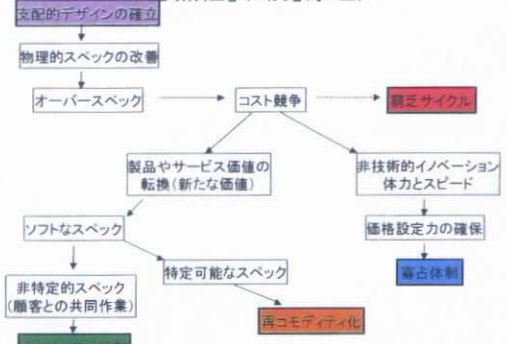 支配的デザインの確立
物理的スペックの改善
オーバースペック
コスト競争
窮乏サイクル
製品やサービス価値の
転換(新たな価値)
非技術的イノベーション
体力とスピード
ソフトなスペック
価格設定力の確保
非特定的スペック
(顧客との共同作業)
特定可能なスペック
寡占体制
再コモディティ化